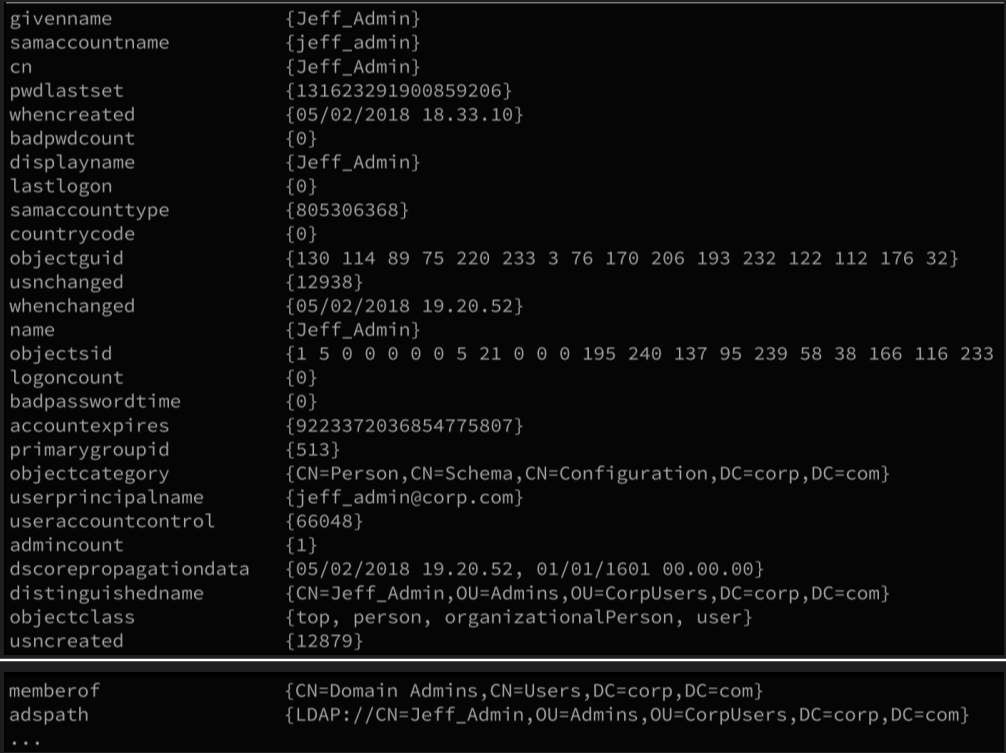 givenname {Jeff_Admin}
samaccountname {jeff_admin}
cn {Jeff_Admin}
pwdlastset {131623291900859206}
whencreated {05/02/2018 18.33.10}
badpwdcount {0}
displayname {Jeff_Admin}
lastlogon {0}
samaccounttype {805306368}
countrycode {0}
objectguid {130 114 89 75 220 233 3 76 170 206 193 232 122 112 176 32}
usnchanged {12938}
whenchanged {05/02/2018 19.20.52}
name {Jeff_Admin}
objectsid {1 5 0 0 0 0 0 5 21 0 0 0 195 240 137 95 239 58 38 166 116 233
logoncount {0}
badpasswordtime {0}
accountexpires {9223372036854775807}
primarygroupid {513}
objectcategory {CN=Person,CN=Schema,CN=Configuration,DC=corp,DC=com}
userprincipalname {jeff_admin@corp.com}
useraccountcontrol {66048}
admincount {1}
dscorepropagationdata {05/02/2018 19.20.52, 01/01/1601 00.00.00}
distinguishedname {CN=Jeff_Admin,OU=Admins,OU=CorpUsers,DC=corp,DC=com}
objectclass {top, person, organizationalPerson, user}
usncreated {12879}
memberof {CN=Domain Admins,CN=Users,DC=corp,DC=com}
adspath {LDAP://CN=Jeff_Admin,OU=Admins,OU=CorpUsers,DC=corp,DC=com}
...